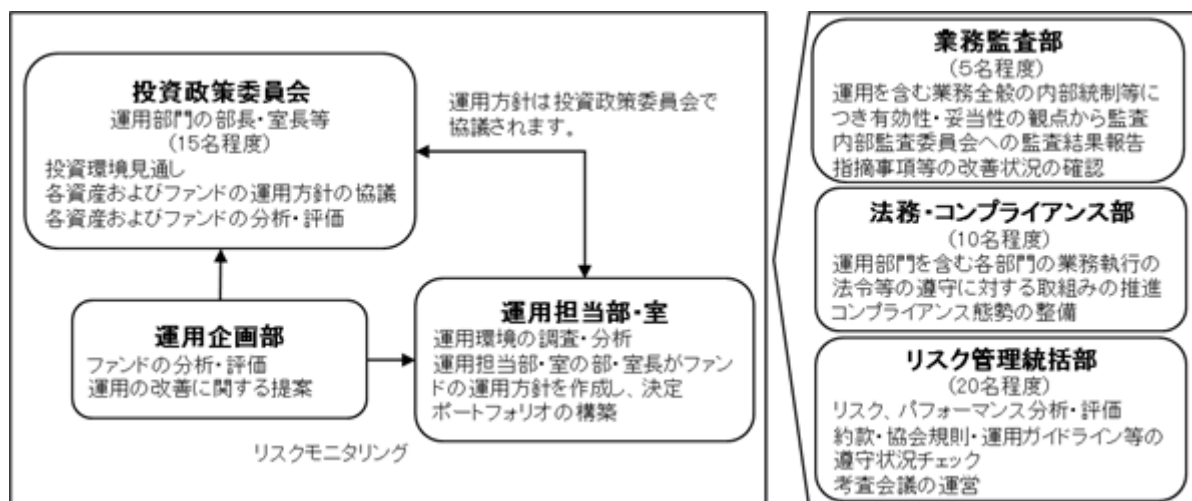 投資政策委員会
運用部門の部長・室長等
(15名程度)
投資環境見通し
各資産およびファンドの運用方針の協議
各資産およびファンドの分析・評価
運用方針は投資政策委員会で
協議されます。
運用企画部
ファンドの分析・評価
運用の改善に関する提案
運用担当部・室
運用環境の調査・分析
運用担当部・室の部・室長がファン
ドの運用方針を作成し、決定
ポートフォリオの構築
リスクモニタリング
業務監査部
(5名程度)
運用を含む業務全般の内部統制等に
つき有効性・妥当性の観点から監査
内部監査委員会への監査結果報告
指摘事項等の改善状況の確認
法務・コンプライアンス部
(10名程度)
運用部門を含む各部門の業務執行の
法令等の遵守に対する取組みの推進
コンプライアンス態勢の整備
リスク管理統括部
(20名程度)
リスク、パフォーマンス分析・評価
約款・協会規則・運用ガイドライン等の
遵守状況チェック
考査会議の運営